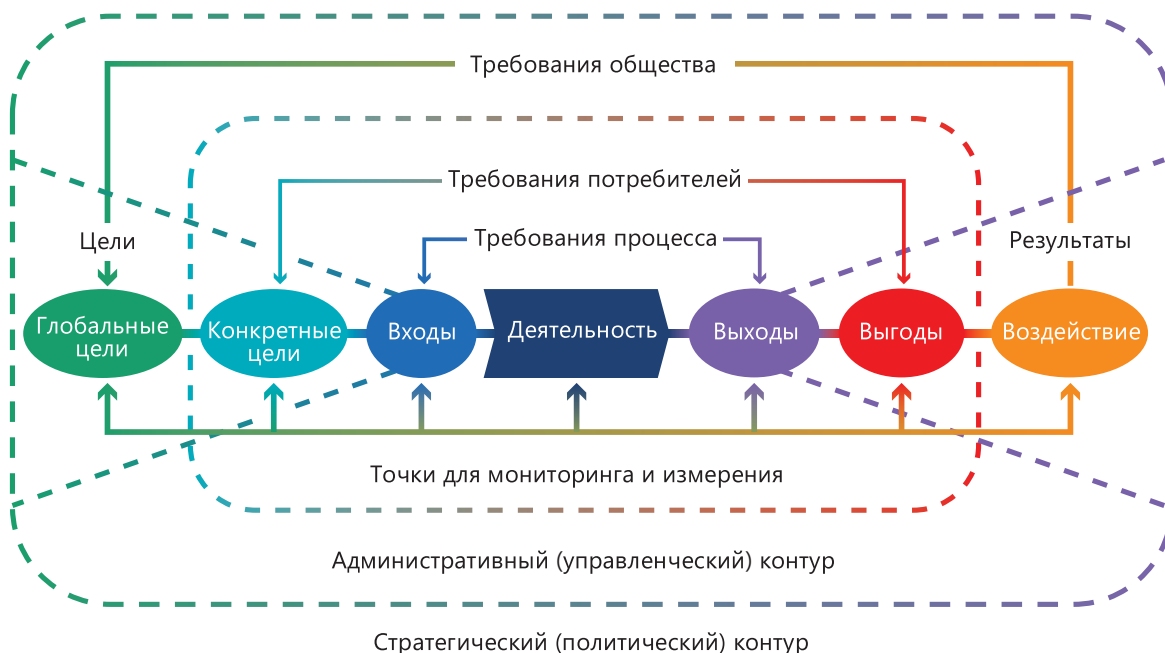 Требования общества
Требования потребителей
Требования процесса
Цели
Результаты
Глобальные
цели
Конкретные
цели
Входы
Деятельность
Выходы
Выгоды
Воздействие
Точки для мониторинга и измерения
Административный (управленческий) контур
Стратегический (политический) контур